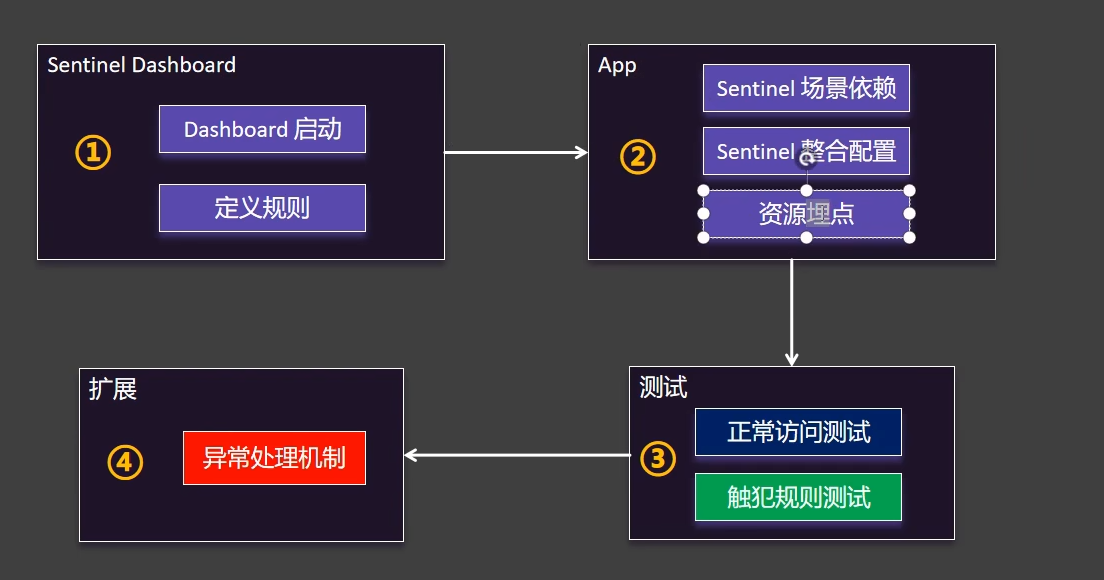 Sentinel Dashboard
①
Dashboard 启动
定义规则
App
②
Sentinel 场景依赖
Sentinel 整合配置
资源埋点
测试
③
正常访问测试
触犯规则测试
扩展
④
异常处理机制